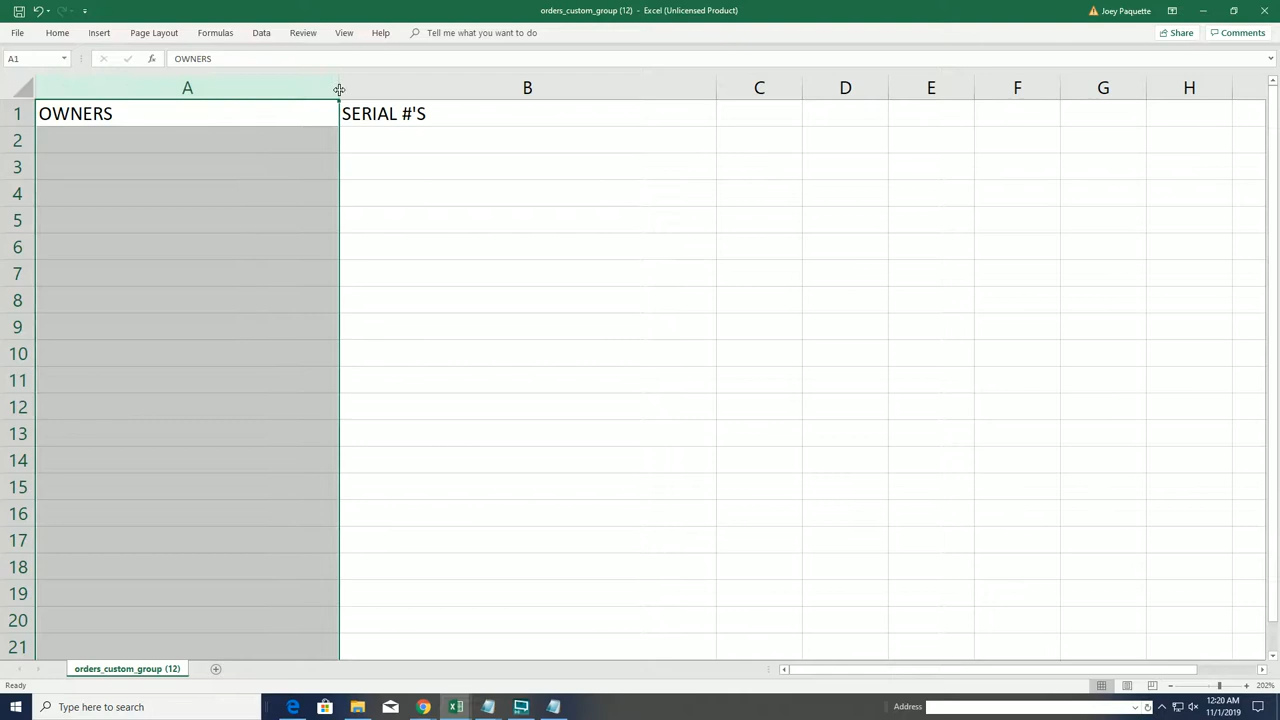 orders_custom_group (12) - Excel (Unlicensed Product)
Joey Paquette
File Home Insert Page Layout Formulas Data Review View Help Tell me what you want to do
Share Comments
A1 fx OWNERS
A B C D E F G H
1 OWNERS SERIAL #'S
2
3
4
5
6
7
8
9
10
11
12
13
14
15
16
17
18
19
20
21
orders_custom_group (12)
Ready 202%
Type here to search
Address
12:20 AM
11/1/2019